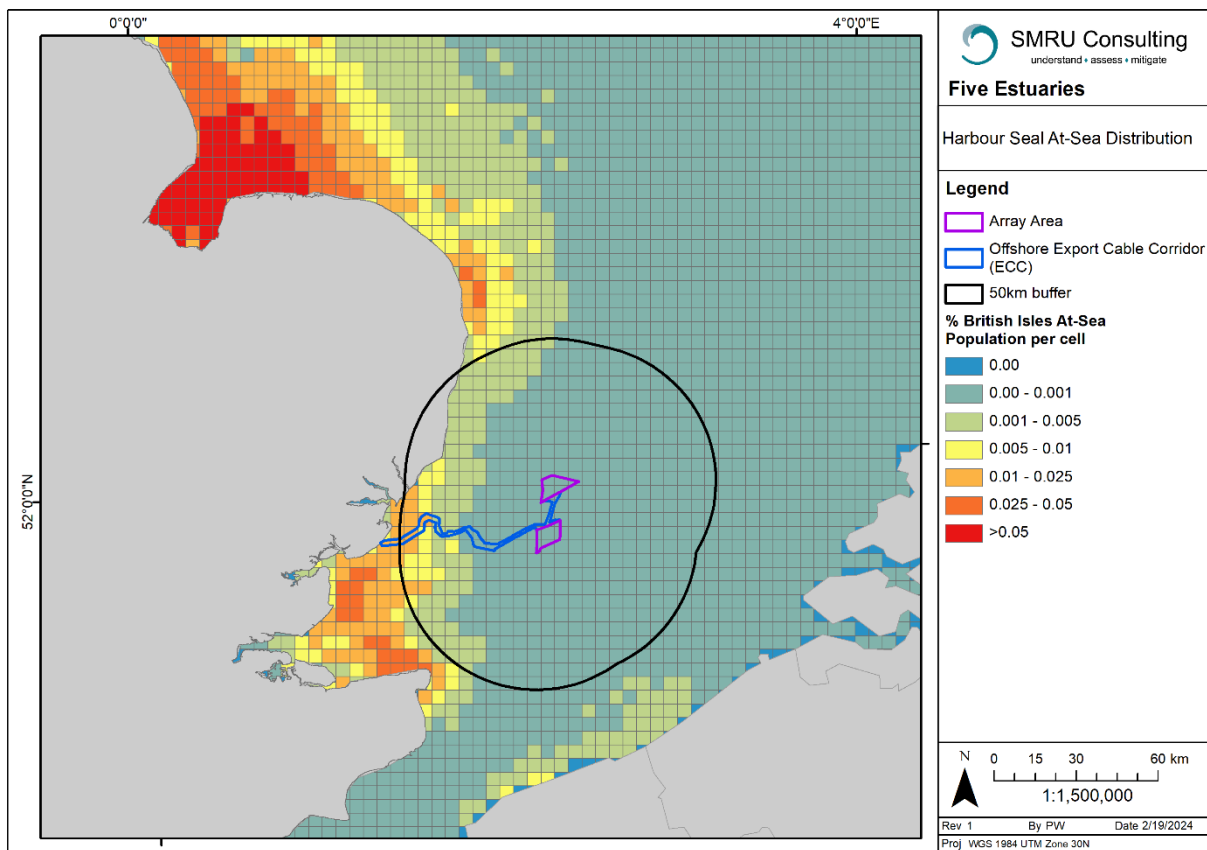 0°0'0"
4°0'0"E
52°0'0"N
SMRU Consulting
understand • assess • mitigate
Five Estuaries
Harbour Seal At-Sea Distribution
Legend
Array Area
Offshore Export Cable Corridor
(ECC)
50km buffer
% British Isles At-Sea
Population per cell
0.00
0.00 - 0.001
0.001 - 0.005
0.005 - 0.01
0.01 - 0.025
0.025 - 0.05
>0.05
N
0 15 30 60 km
1:1,500,000
Rev 1 By PW Date 2/19/2024
Proj WGS 1984 UTM Zone 30N